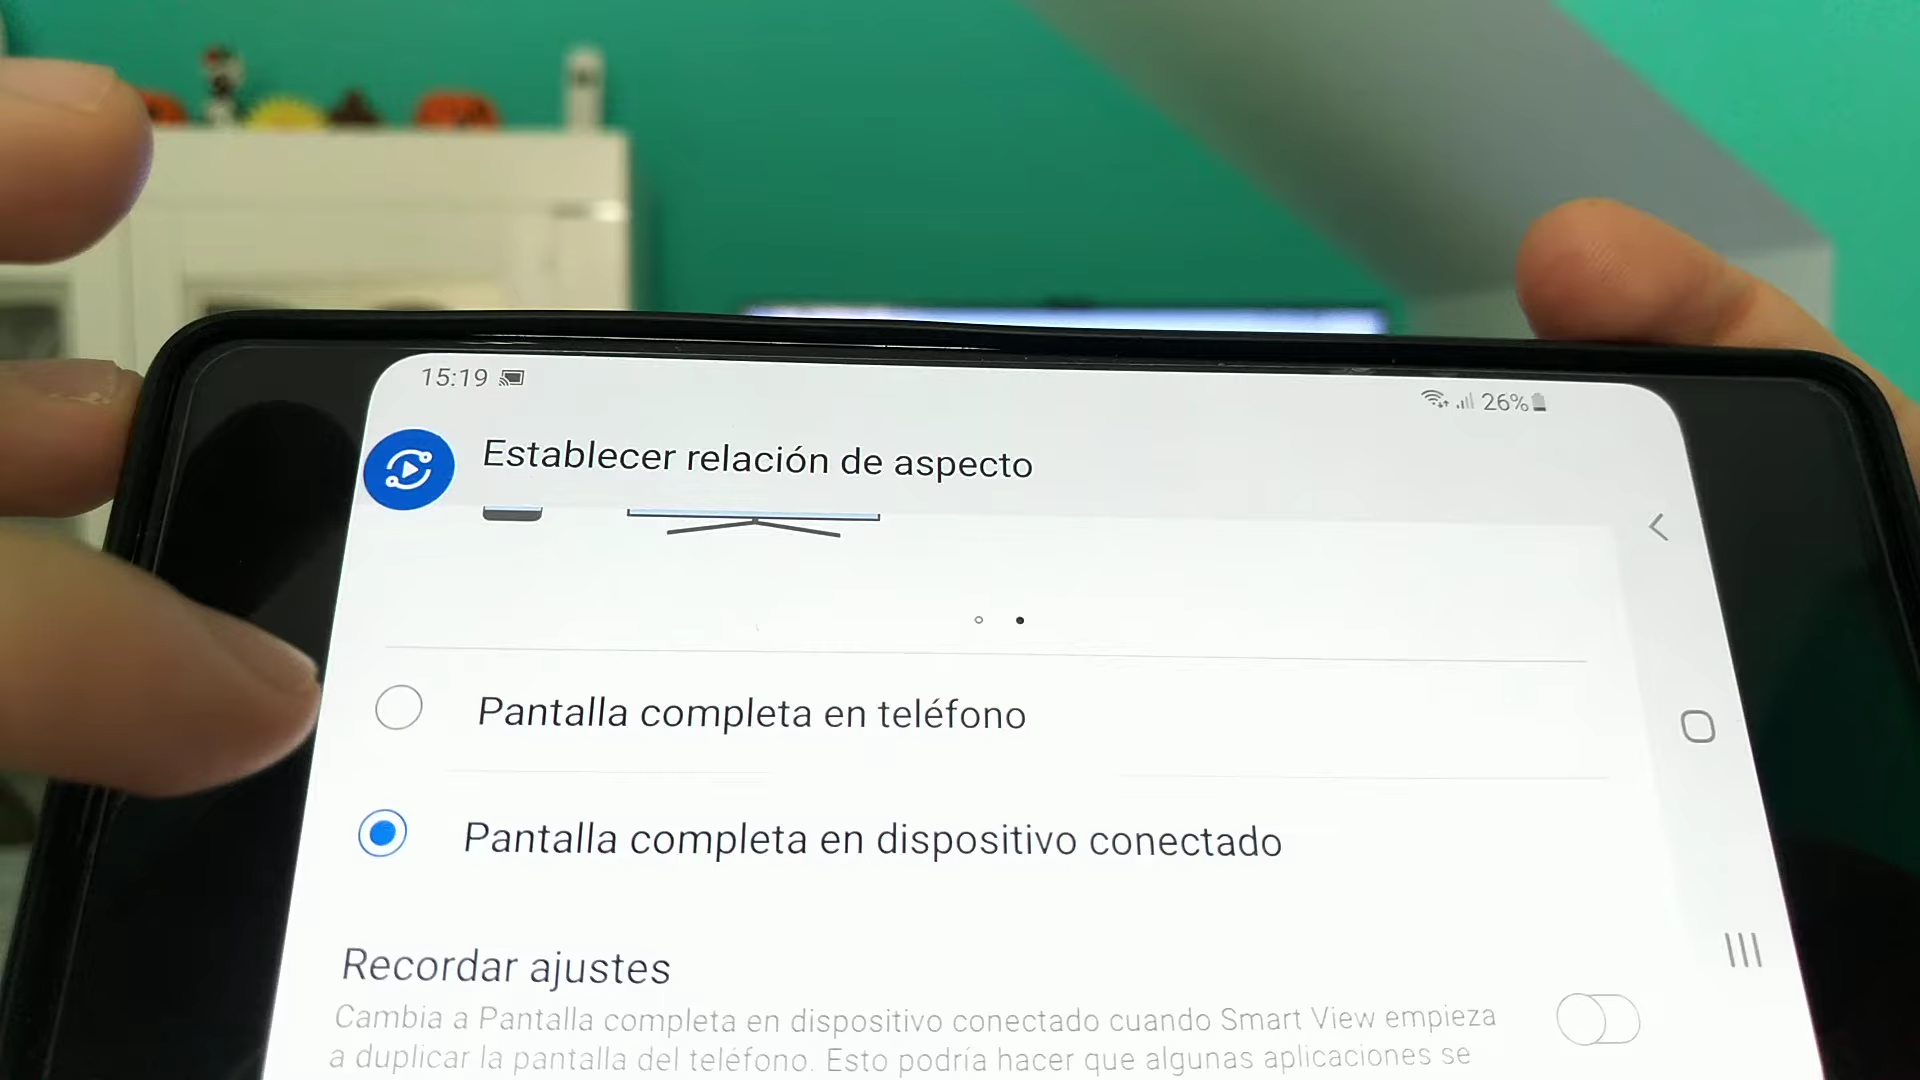 15:19
26%
Establecer relación de aspecto
Pantalla completa en teléfono
Pantalla completa en dispositivo conectado
Recordar ajustes
Cambia a Pantalla completa en dispositivo conectado cuando Smart View empieza
a duplicar la pantalla del teléfono. Esto podría hacer que algunas aplicaciones se